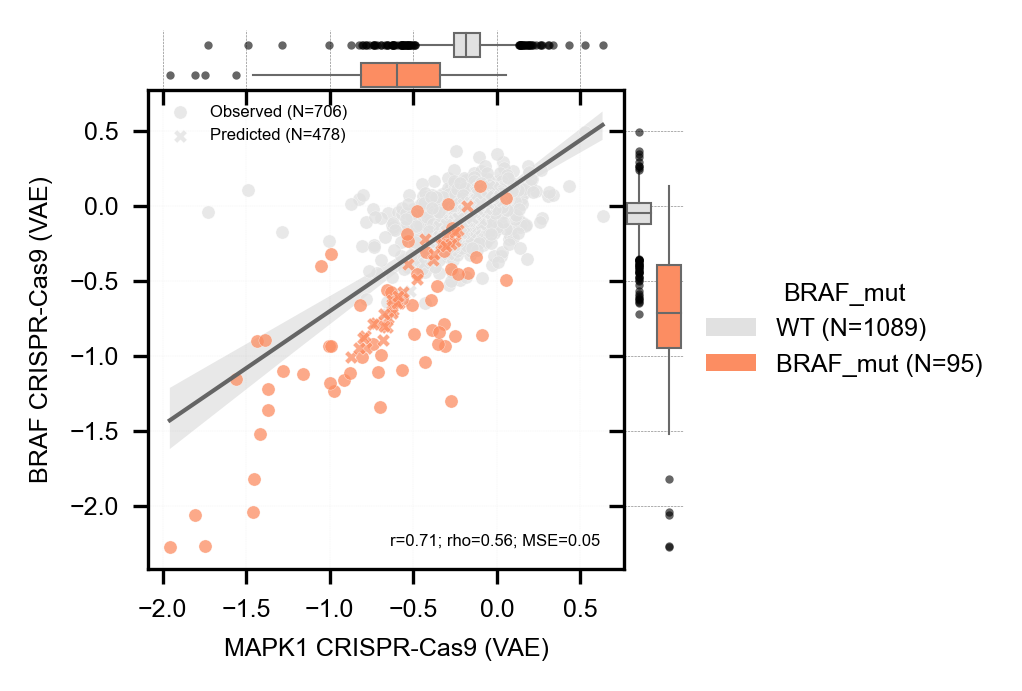 Observed (N=706)
Predicted (N=478)
0.5
0.0
−0.5
−1.0
−1.5
−2.0
BRAF CRISPR-Cas9 (VAE)
r=0.71; rho=0.56; MSE=0.05
−2.0 −1.5 −1.0 −0.5 0.0 0.5
MAPK1 CRISPR-Cas9 (VAE)
BRAF_mut
WT (N=1089)
BRAF_mut (N=95)